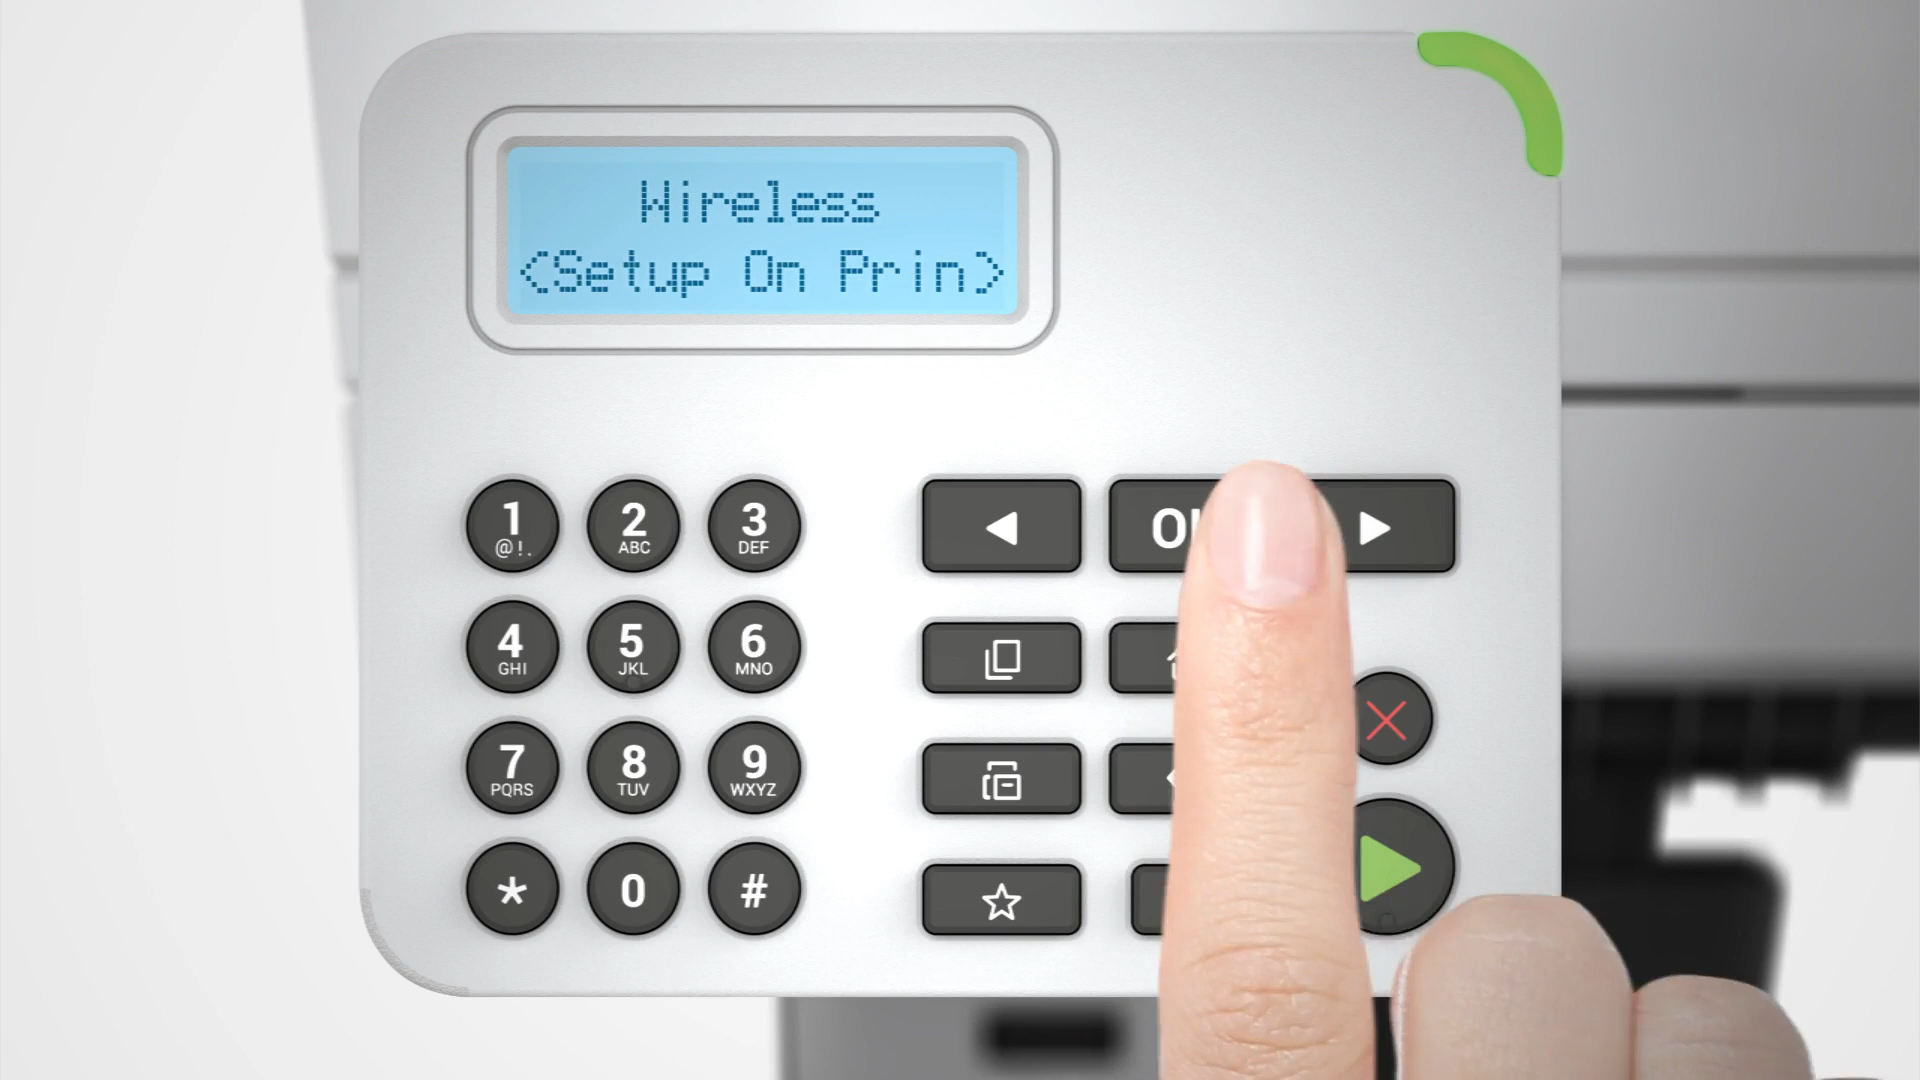 Wireless
<Setup On Prin>
1 2 3
@!. ABC DEF
4 5 6
GHI JKL MNO
7 8 9
PQRS TUV WXYZ
* 0 #